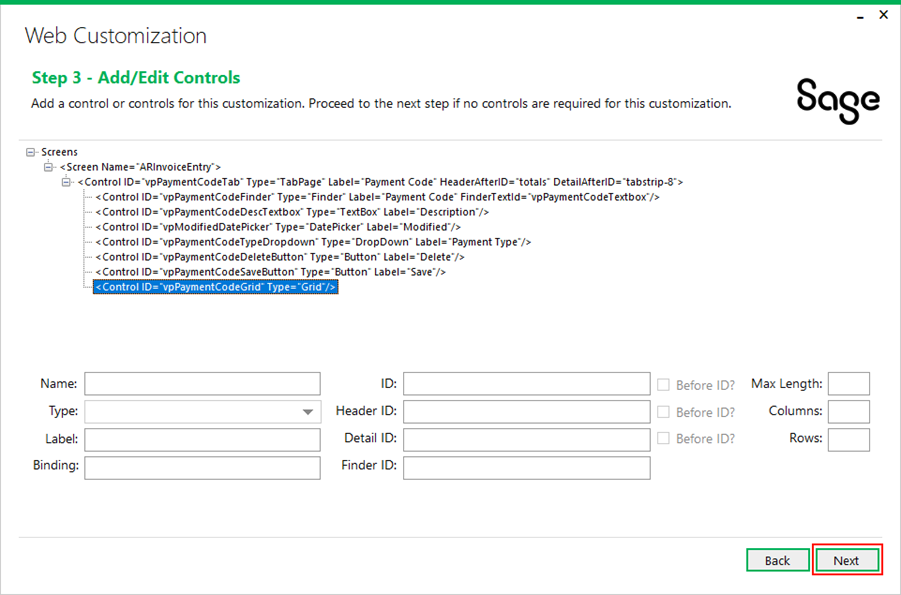 Web Customization
Step 3 - Add/Edit Controls
Add a control or controls for this customization. Proceed to the next step if no controls are required for this customization.
Sage
Screens
<Screen Name="ARInvoiceEntry">
<Control ID="vpPaymentCodeTab" Type="TabPage" Label="Payment Code" HeaderAfterID="totals" DetailAfterID="tabstrip-8">
<Control ID="vpPaymentCodeFinder" Type="Finder" Label="Payment Code" FinderTextId="vpPaymentCodeTextbox"/>
<Control ID="vpPaymentCodeDescTextbox" Type="TextBox" Label="Description"/>
<Control ID="vpModifiedDatePicker" Type="DatePicker" Label="Modified"/>
<Control ID="vpPaymentCodeTypeDropdown" Type="DropDown" Label="Payment Type"/>
<Control ID="vpPaymentCodeDeleteButton" Type="Button" Label="Delete"/>
<Control ID="vpPaymentCodeSaveButton" Type="Button" Label="Save"/>
<Control ID="vpPaymentCodeGrid" Type="Grid"/>
Name: ID: Before ID? Max Length:
Type: Header ID: Before ID? Columns:
Label: Detail ID: Before ID? Rows:
Binding: Finder ID:
Back Next